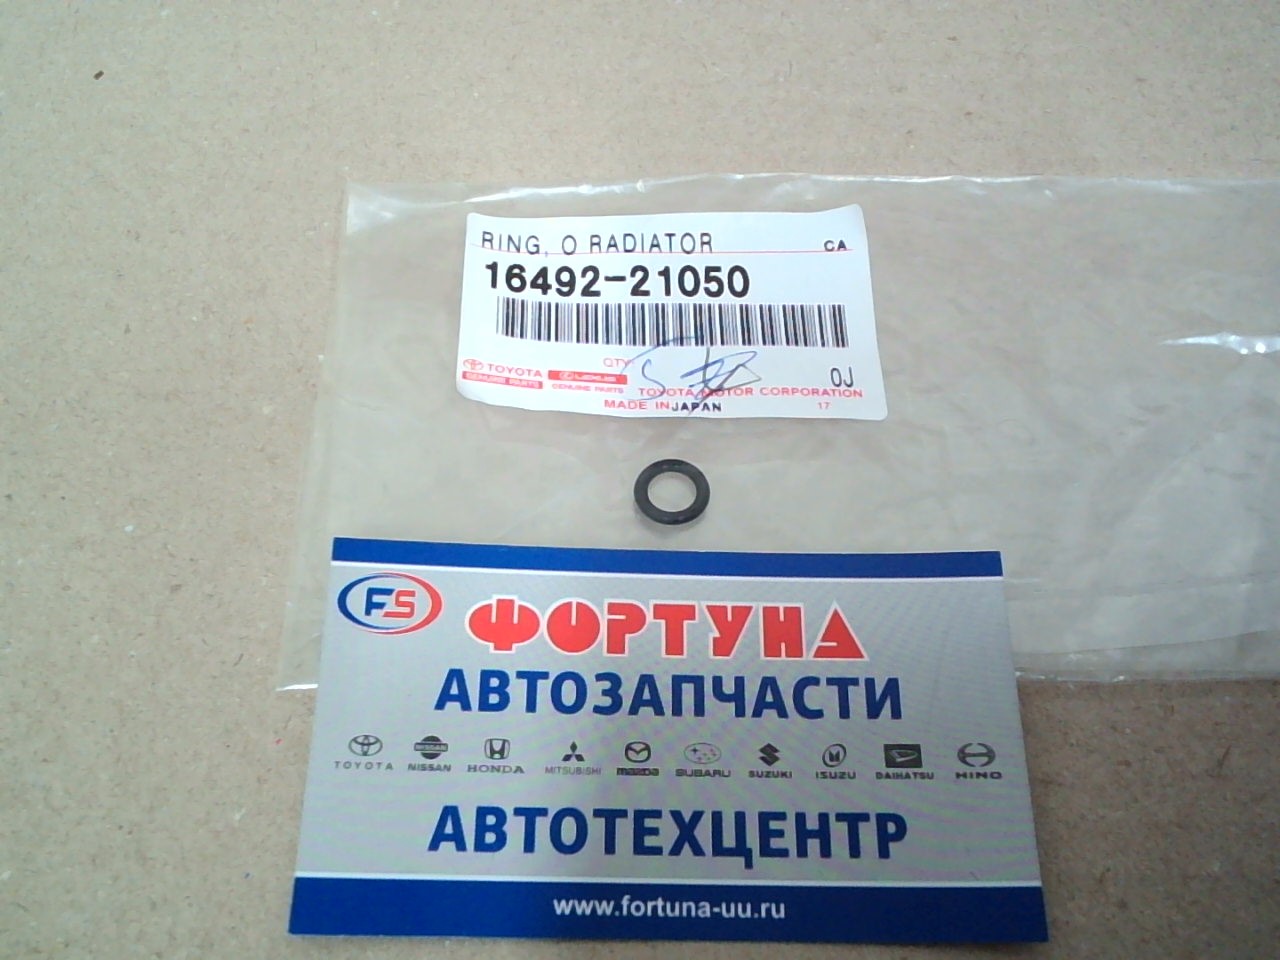 RING, O RADIATOR CA
16492-21050
QTY
TOYOTA
GENUINE PARTS
LEXUS
GENUINE PARTS
0J
TOYOTA MOTOR CORPORATION
MADE IN JAPAN 17
FS
ФОРТУНА
АВТОЗАПЧАСТИ
TOYOTA NISSAN NISSAN HONDA MITSUBISHI mazda SUBARU SUZUKI ISUZU DAIHATSU HINO
АВТОТЕХЦЕНТР
www.fortuna-uu.ru